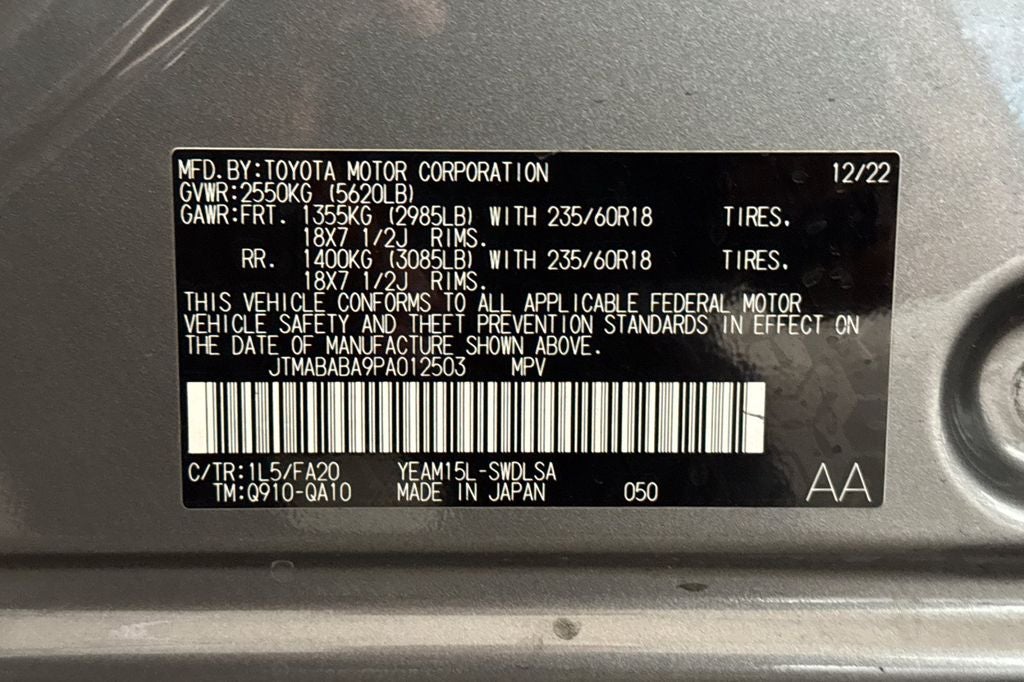 MFD.BY:TOYOTA MOTOR CORPORATION 12/22
GVWR:2550KG (5620LB)
GAWR:FRT. 1355KG (2985LB) WITH 235/60R18 TIRES.
18X7 1/2J RIMS.
RR. 1400KG (3085LB) WITH 235/60R18 TIRES.
18X7 1/2J RIMS.
THIS VEHICLE CONFORMS TO ALL APPLICABLE FEDERAL MOTOR
VEHICLE SAFETY AND THEFT PREVENTION STANDARDS IN EFFECT ON
THE DATE OF MANUFACTURE SHOWN ABOVE.
JTMABABA9PA012503 MPV
C/TR:1L5/FA20 YEAM15L-SWDLSA
TM:Q910-QA10 MADE IN JAPAN 050 AA